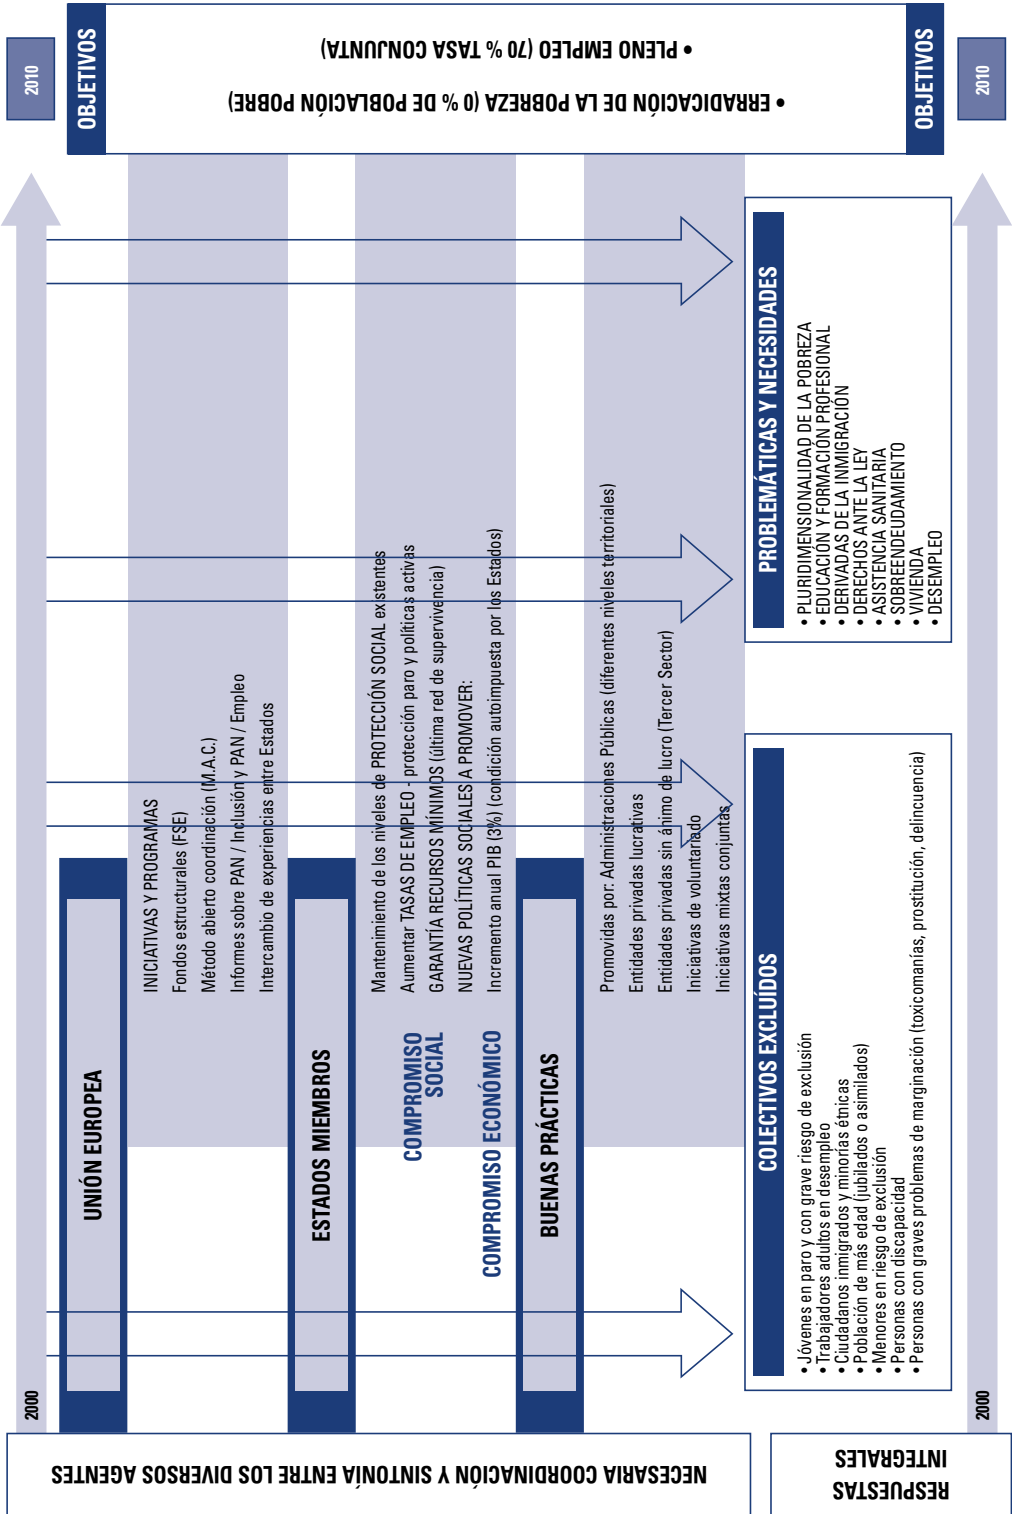 NECESARIA COORDINACIÓN Y SINTONÍA ENTRE LOS DIVERSOS AGENTES
2000
2010
UNIÓN EUROPEA
INICIATIVAS Y PROGRAMAS
Fondos estructurales (FSE)
Método abierto coordinación (M.A.C.)
Informes sobre PAN / Inclusión y PAN / Empleo
Intercambio de experiencias entre Estados
ESTADOS MIEMBROS
COMPROMISO
SOCIAL
Mantenimiento de los niveles de PROTECCIÓN SOCIAL existentes
Aumentar TASAS DE EMPLEO - protección paro y políticas activas
GARANTÍA RECURSOS MÍNIMOS (última red de supervivencia)
NUEVAS POLÍTICAS SOCIALES A PROMOVER:
COMPROMISO ECONÓMICO
Incremento anual PIB (3%) (condición autoimpuesta por los Estados)
BUENAS PRÁCTICAS
Promovidas por: Administraciones Públicas (diferentes niveles territoriales)
Entidades privadas lucrativas
Entidades privadas sin ánimo de lucro (Tercer Sector)
Iniciativas de voluntariado
Iniciativas mixtas conjuntas
OBJETIVOS
• PLENO EMPLEO (70 % TASA CONJUNTA)
• ERRADICACIÓN DE LA POBREZA (0 % DE POBLACIÓN POBRE)
OBJETIVOS
RESPUESTAS
INTEGRALES
COLECTIVOS EXCLUÍDOS
• Jóvenes en paro y con grave riesgo de exclusión
• Trabajadores adultos en desempleo
• Ciudadanos inmigrados y minorías étnicas
• Población de más edad (jubilados o asimilados)
• Menores en riesgo de exclusión
• Personas con discapacidad
• Personas con graves problemas de marginación (toxicomanías, prostitución, delincuencia)
PROBLEMÁTICAS Y NECESIDADES
• PLURIDIMENSIONALIDAD DE LA POBREZA
• EDUCACIÓN Y FORMACIÓN PROFESIONAL
• DERIVADAS DE LA INMIGRACIÓN
• DERECHOS ANTE LA LEY
• ASISTENCIA SANITARIA
• SOBREENDEUDAMIENTO
• VIVIENDA
• DESEMPLEO
2000
2010